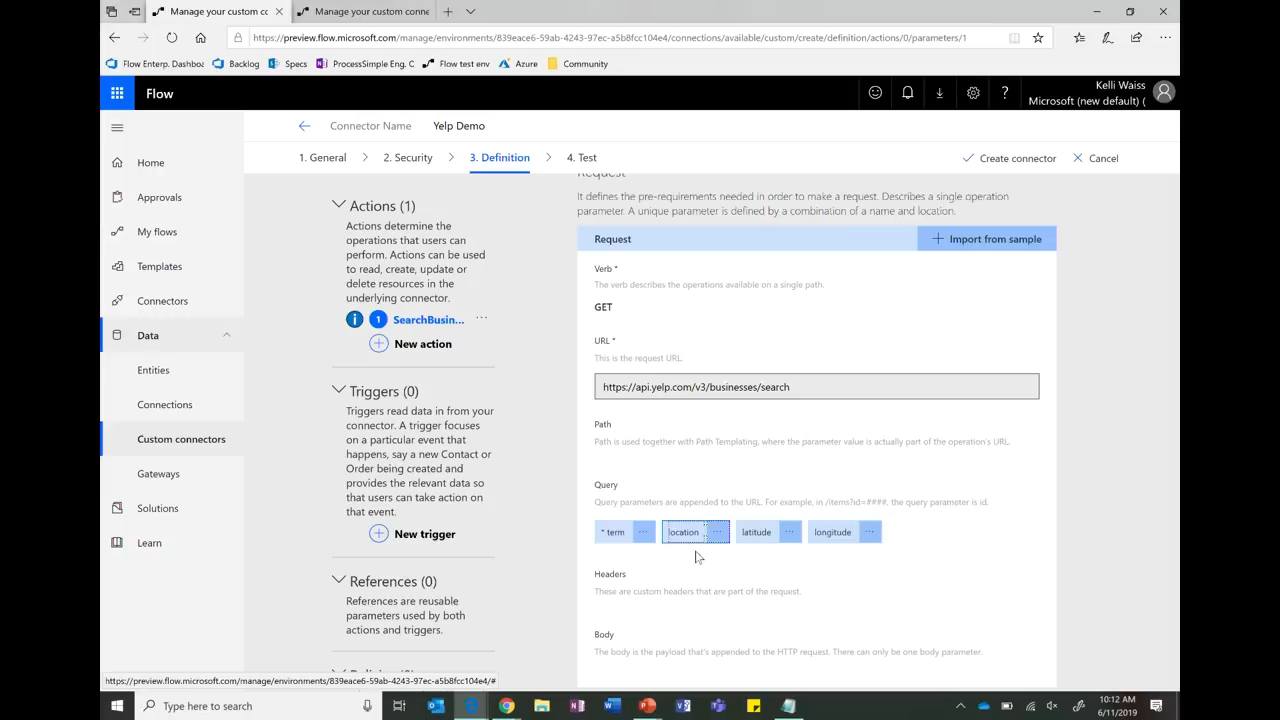 Manage your custom cc
Manage your custom conne
https://preview.flow.microsoft.com/manage/environments/839eace6-59ab-4243-97ec-a5b8fcc104e4/connections/available/custom/create/definition/actions/0/parameters/1
Flow Enterp. Dashboa
Backlog
Specs
ProcessSimple Eng. C
Flow test env
Azure
Community
Flow
?
Kelli Waiss
Microsoft (new default) (
Connector Name
Yelp Demo
1. General
2. Security
3. Definition
4. Test
Create connector
Cancel
Home
Approvals
My flows
Templates
Connectors
Data
Entities
Connections
Custom connectors
Gateways
Solutions
Learn
Actions (1)
Actions determine the
operations that users can
perform. Actions can be
used to read, create, update or
delete resources in the
underlying connector.
1
SearchBusin...
...
New action
Triggers (0)
Triggers read data in from your
connector. A trigger focuses
on a particular event that
happens, say a new Contact or
Order being created and
provides the relevant data so
that users can take action on
that event.
New trigger
References (0)
References are reusable
parameters used by both
actions and triggers.
Request
It defines the pre-requirements needed in order to make a request. Describes a single operation
parameter. A unique parameter is defined by a combination of a name and location.
Request
Import from sample
Verb *
The verb describes the operations available on a single path.
GET
URL *
This is the request URL.
https://api.yelp.com/v3/businesses/search
Path
Path is used together with Path Templating, where the parameter value is actually part of the operation's URL.
Query
Query parameters are appended to the URL. For example, in /items?id=####, the query parameter is id.
* term ...
location ...
latitude ...
longitude ...
Headers
These are custom headers that are part of the request.
Body
The body is the payload that's appended to the HTTP request. There can only be one body parameter.
https://preview.flow.microsoft.com/manage/environments/839eace6-59ab-4243-97ec-a5b8fcc104e4/#
Type here to search
10:12 AM
6/11/2019